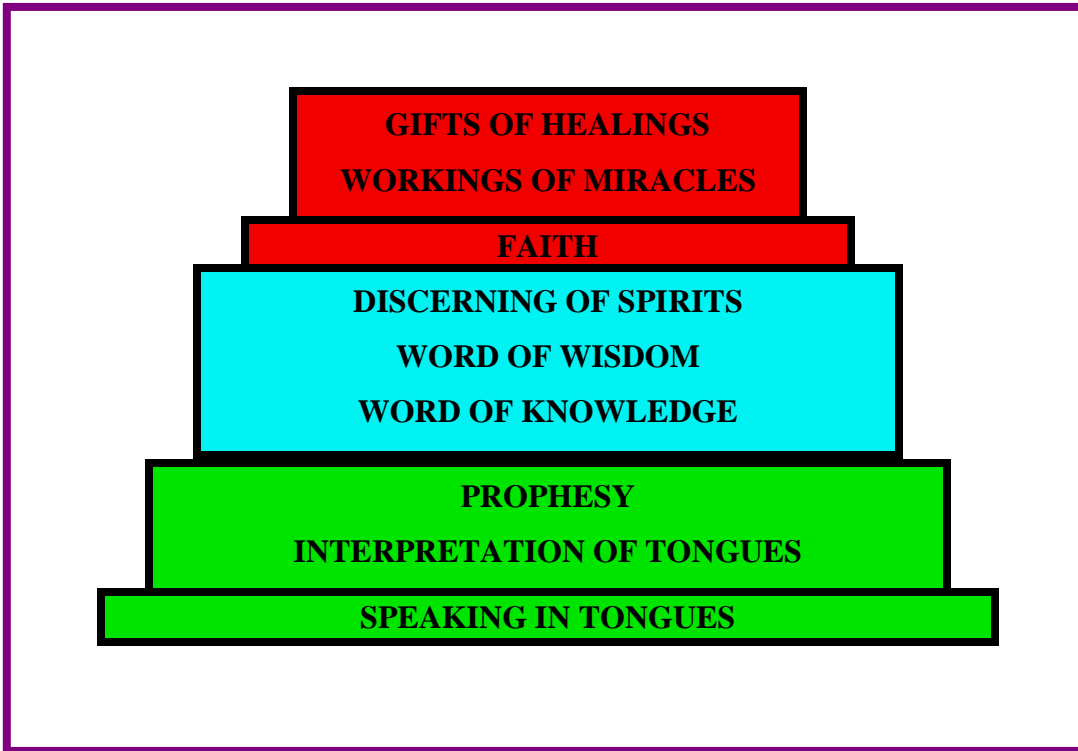 GIFTS OF HEALINGS
WORKINGS OF MIRACLES
FAITH
DISCERNING OF SPIRITS
WORD OF WISDOM
WORD OF KNOWLEDGE
PROPHESY
INTERPRETATION OF TONGUES
SPEAKING IN TONGUES